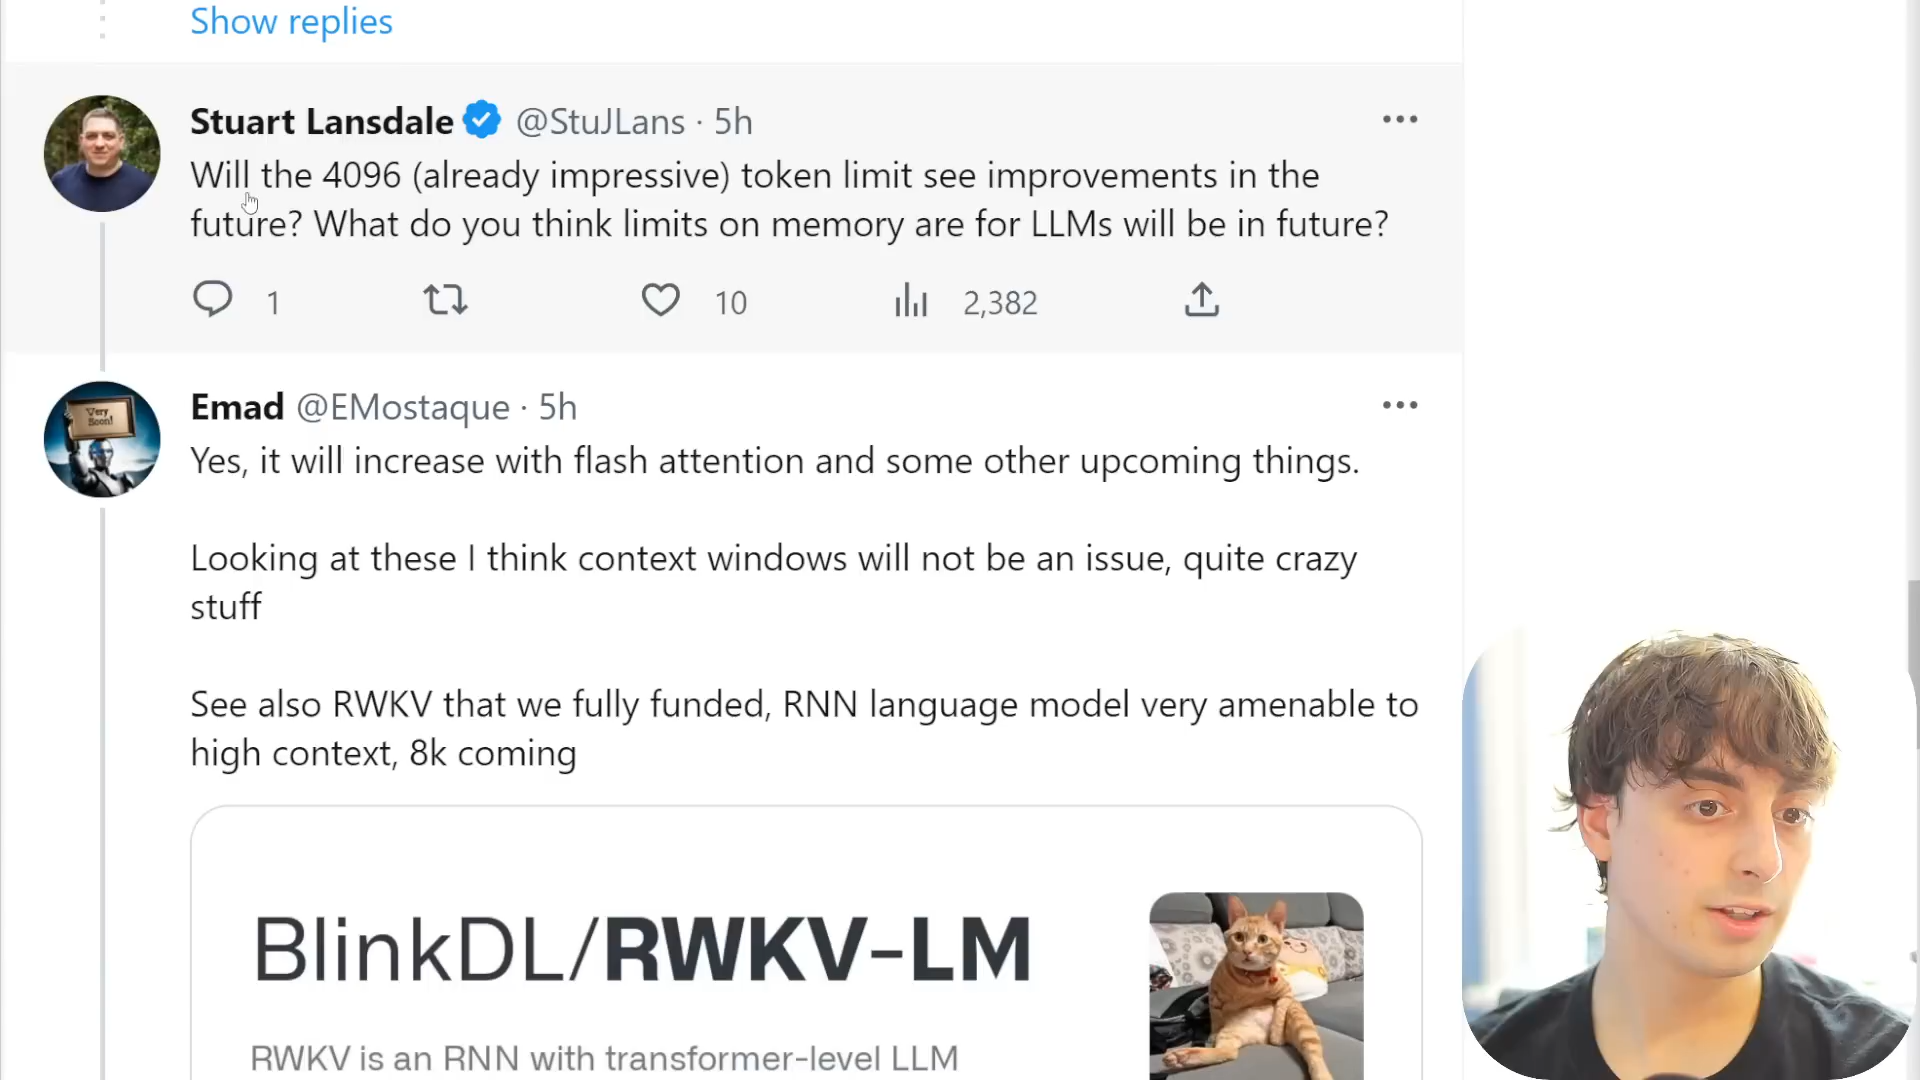 Show replies
Stuart Lansdale @StuJLans · 5h
Will the 4096 (already impressive) token limit see improvements in the
future? What do you think limits on memory are for LLMs will be in future?
1 10 2,382
Emad @EMostaque · 5h
Very
Soon!
Yes, it will increase with flash attention and some other upcoming things.
Looking at these I think context windows will not be an issue, quite crazy
stuff
See also RWKV that we fully funded, RNN language model very amenable to
high context, 8k coming
BlinkDL/RWKV-LM
RWKV is an RNN with transformer-level LLM